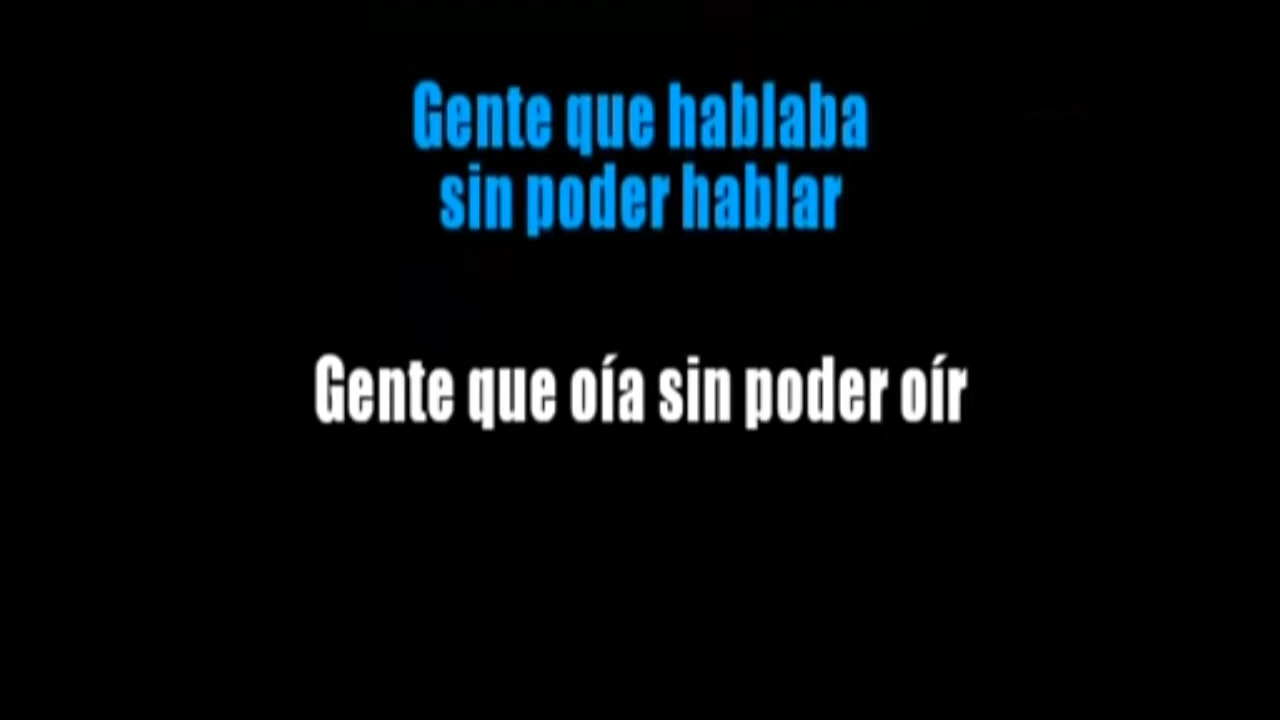 Gente que hablaba
sin poder hablar
Gente que oía sin poder oír